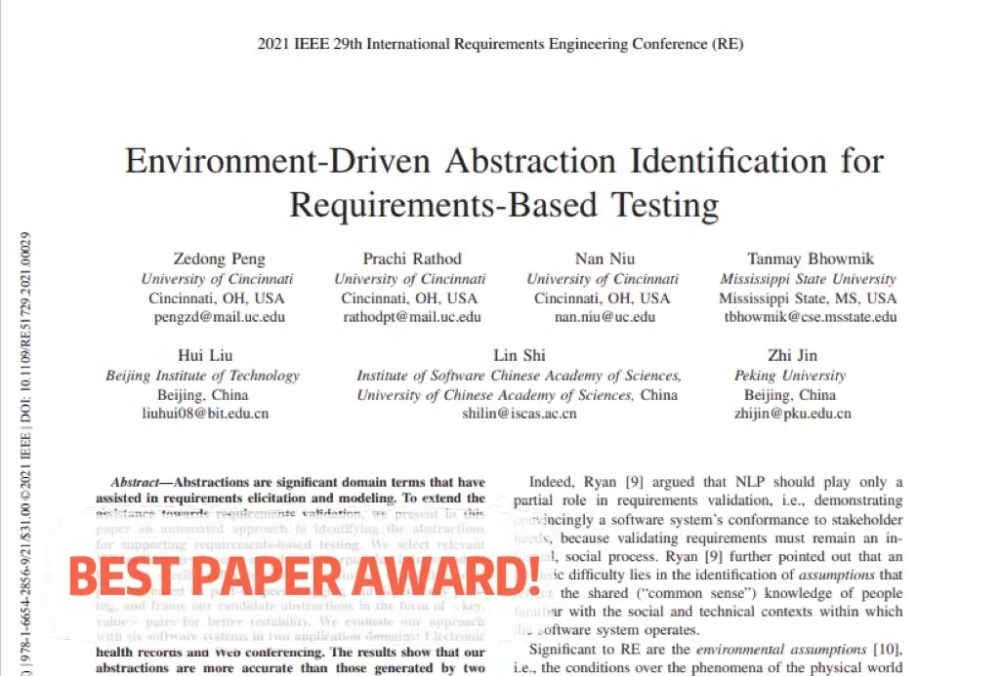 2021 IEEE 29th International Requirements Engineering Conference (RE)
Environment-Driven Abstraction Identification for
Requirements-Based Testing
Zedong Peng
University of Cincinnati
Cincinnati, OH, USA
pengzd@mail.uc.edu
Prachi Rathod
University of Cincinnati
Cincinnati, OH, USA
rathodpt@mail.uc.edu
Nan Niu
University of Cincinnati
Cincinnati, OH, USA
nan.niu@uc.edu
Tanmay Bhowmik
Mississippi State University
Mississippi State, MS, USA
tbhowmik@cse.msstate.edu
Hui Liu
Beijing Institute of Technology
Beijing, China
liuhui08@bit.edu.cn
Lin Shi
Institute of Software Chinese Academy of Sciences,
University of Chinese Academy of Sciences, China
shilin@iscas.ac.cn
Zhi Jin
Peking University
Beijing, China
zhijin@pku.edu.cn
Abstract—Abstractions are significant domain terms that have
assisted in requirements elicitation and modeling. To extend the
assistance towards requirements validation, we present in this
paper an automated approach to identifying the abstractions
for supporting requirements-based testing. We select relevant
BEST PAPER AWARD!
ing, and frame our candidate abstractions in the form of <key,
value> pairs for better testability. We evaluate our approach
with six software systems in two application domains: Electronic
health records and Web conferencing. The results show that our
abstractions are more accurate than those generated by two
Indeed, Ryan [9] argued that NLP should play only a
partial role in requirements validation, i.e., demonstrating
convincingly a software system's conformance to stakeholder
needs, because validating requirements must remain an in-
social process. Ryan [9] further pointed out that an
difficulty lies in the identification of assumptions that
the shared ("common sense") knowledge of people
familiar with the social and technical contexts within which
the software system operates.
Significant to RE are the environmental assumptions [10],
i.e., the conditions over the phenomena of the physical world
978-1-6654-2856-9/21/$31.00 ©2021 IEEE | DOI: 10.1109/RE51729.2021.00029